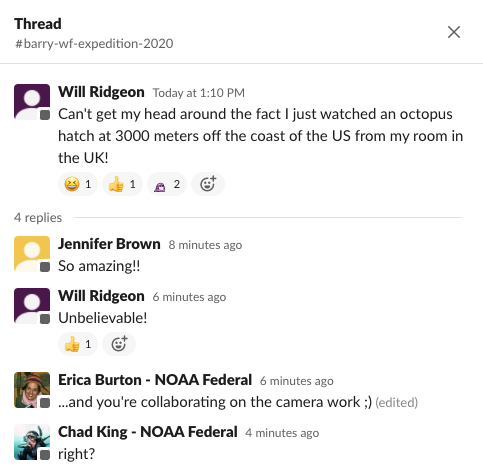 Thread
#barry-wf-expedition-2020
Will Ridgeon Today at 1:10 PM
Can't get my head around the fact I just watched an octopus
hatch at 3000 meters off the coast of the US from my room in
the UK!
1 1 2
4 replies
Jennifer Brown 8 minutes ago
So amazing!!
Will Ridgeon 6 minutes ago
Unbelievable!
1
Erica Burton - NOAA Federal 6 minutes ago
...and you're collaborating on the camera work ;) (edited)
Chad King - NOAA Federal 4 minutes ago
right?